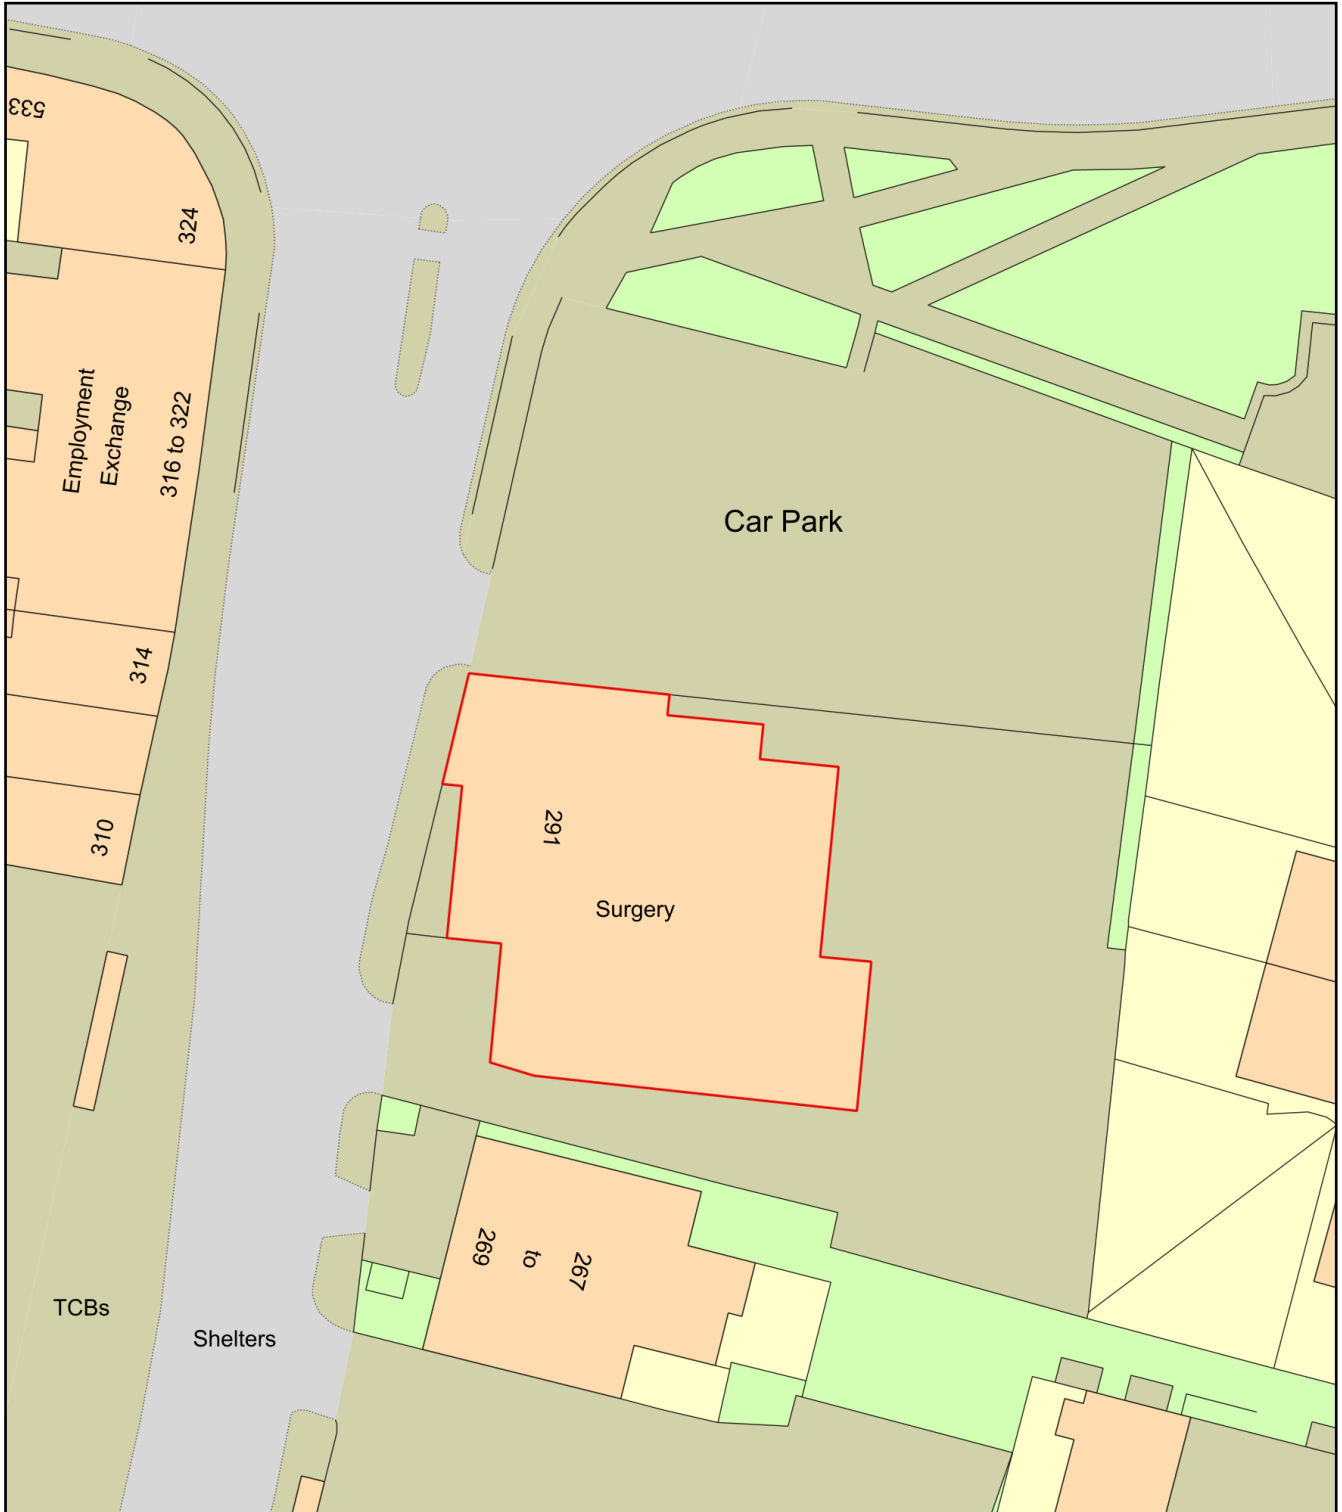 533
324
Employment
Exchange
316 to 322
Car Park
314
291
310
Surgery
269
to
267
TCBs
Shelters